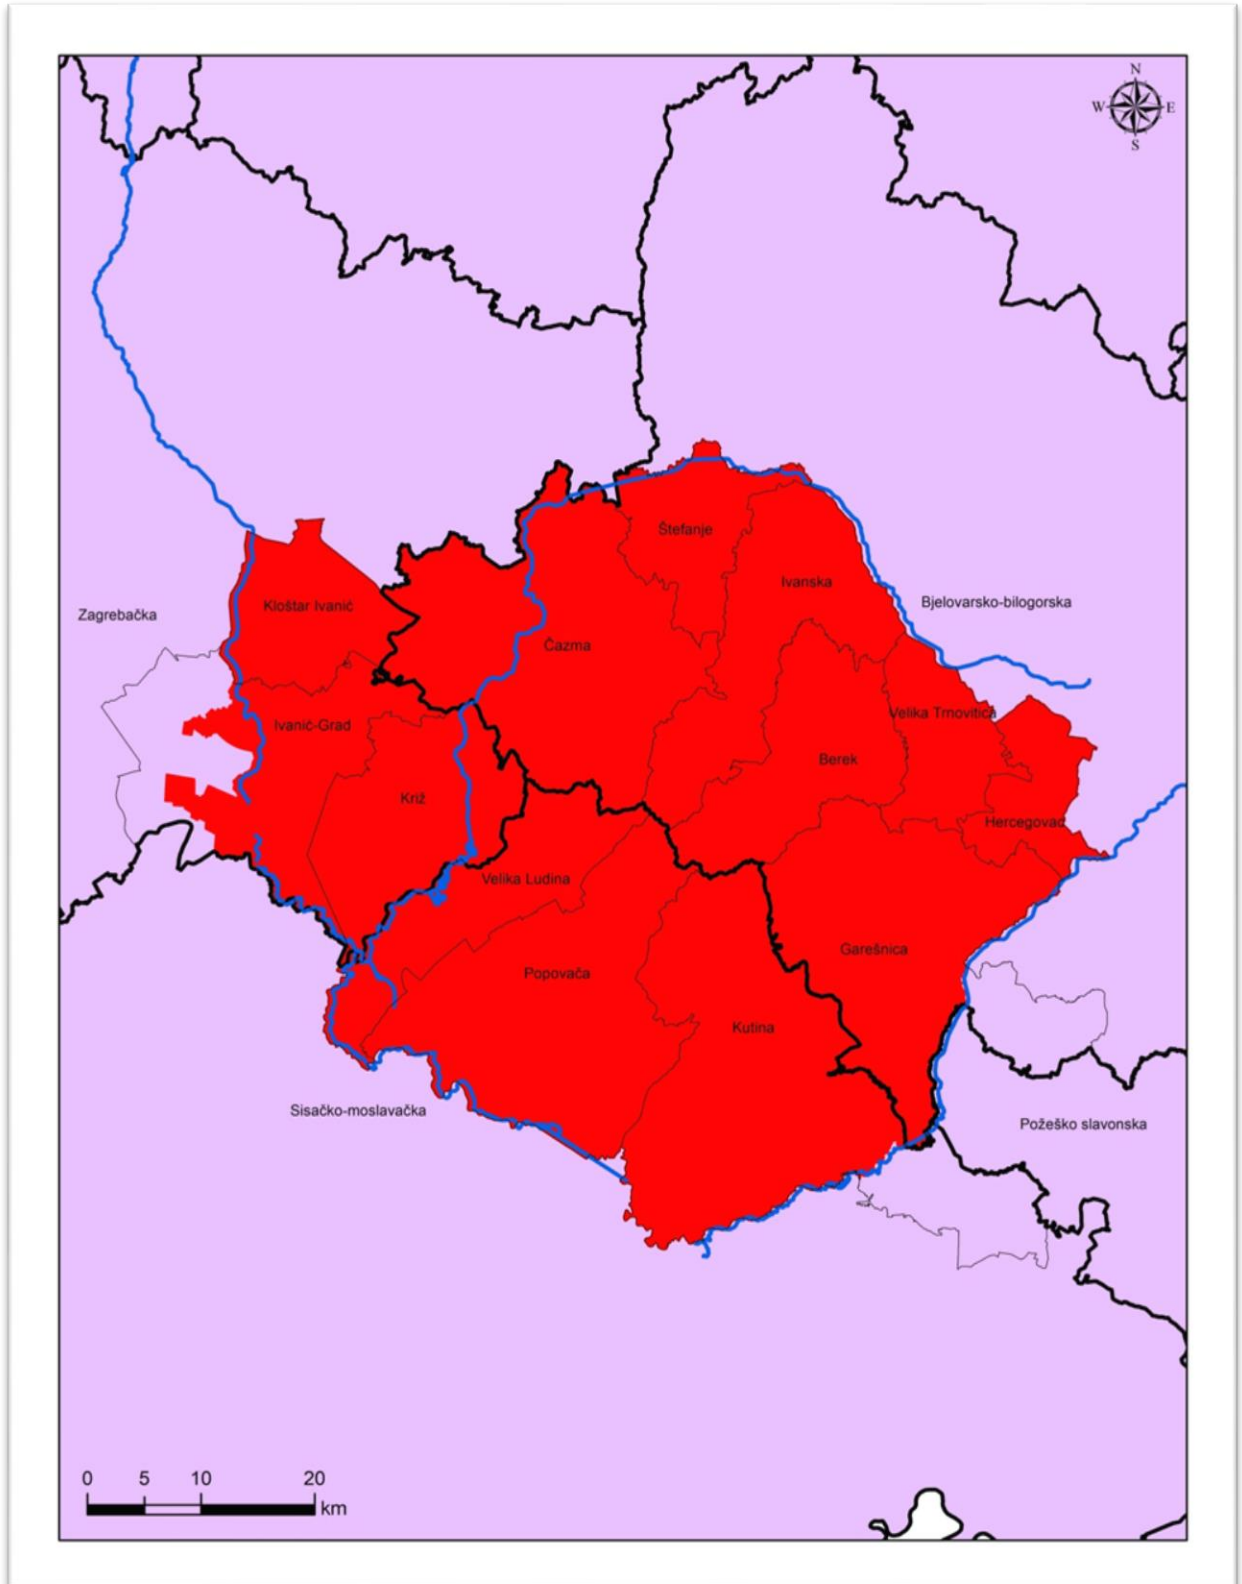 N
W E
S
Štefanje
Ivanska
Bjelovarsko-bilogorska
Kloštar Ivanić
Zagrebačka
Čazma
Velika Trnovitica
Ivanić-Grad
Berek
Križ
Hercegovac
Velika Ludina
Garešnica
Popovača
Kutina
Sisačko-moslavačka
Požeško slavonska
0 5 10 20
km